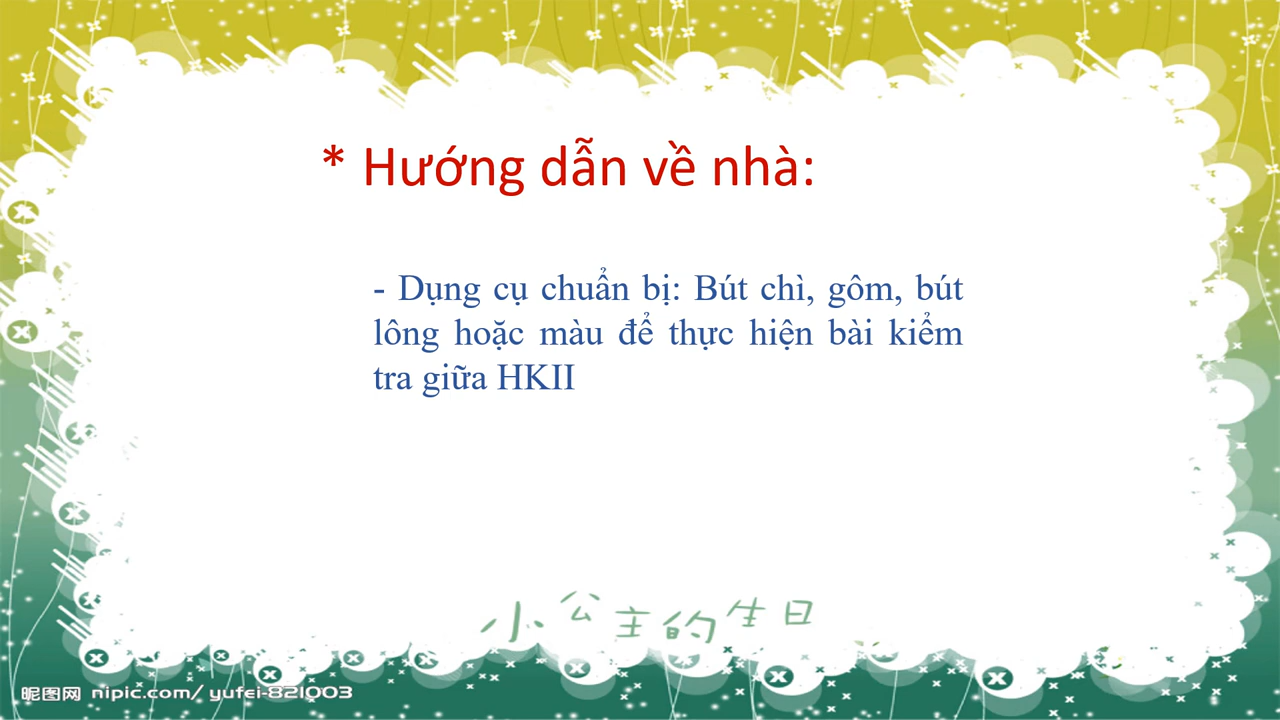 * Hướng dẫn về nhà:
- Dụng cụ chuẩn bị: Bút chì, gôm, bút
lông hoặc màu để thực hiện bài kiểm
tra giữa HKII
小公主的生日
昵图网 nipic.com/yufei-821003